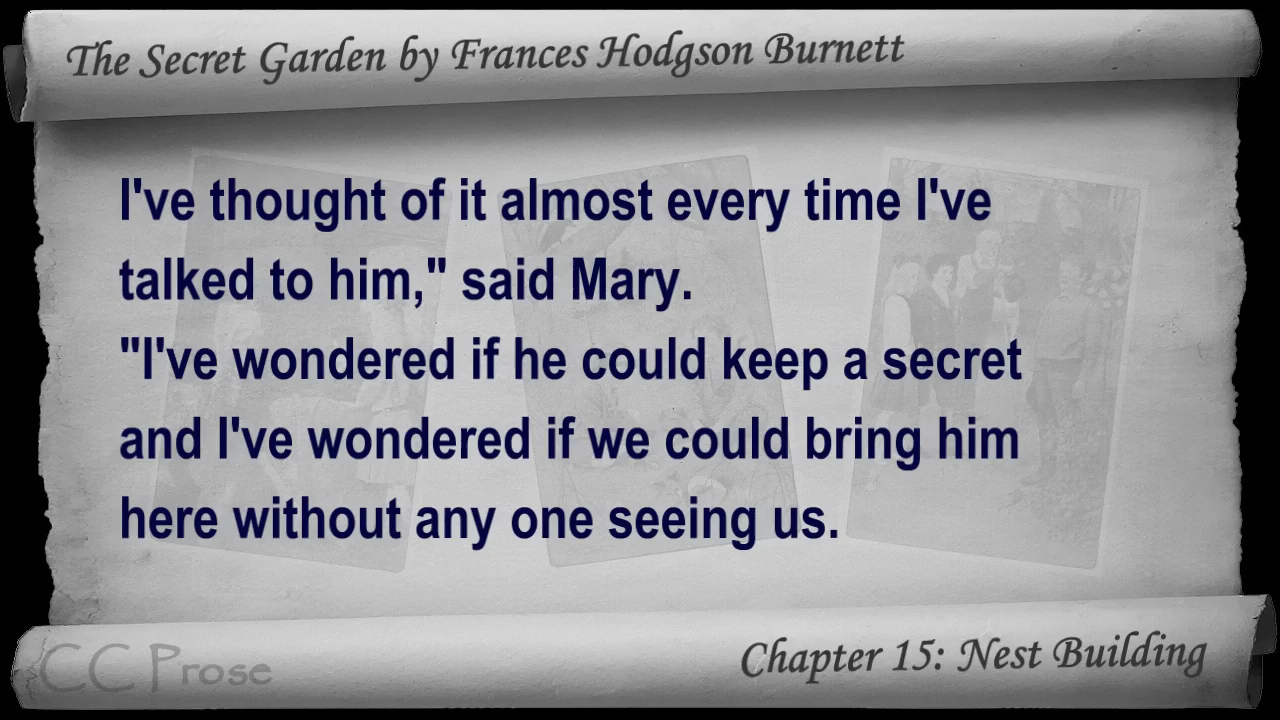 The Secret Garden by Frances Hodgson Burnett
I've thought of it almost every time I've
talked to him," said Mary.
"I've wondered if he could keep a secret
and I've wondered if we could bring him
here without any one seeing us.
CC Prose
Chapter 15: Nest Building